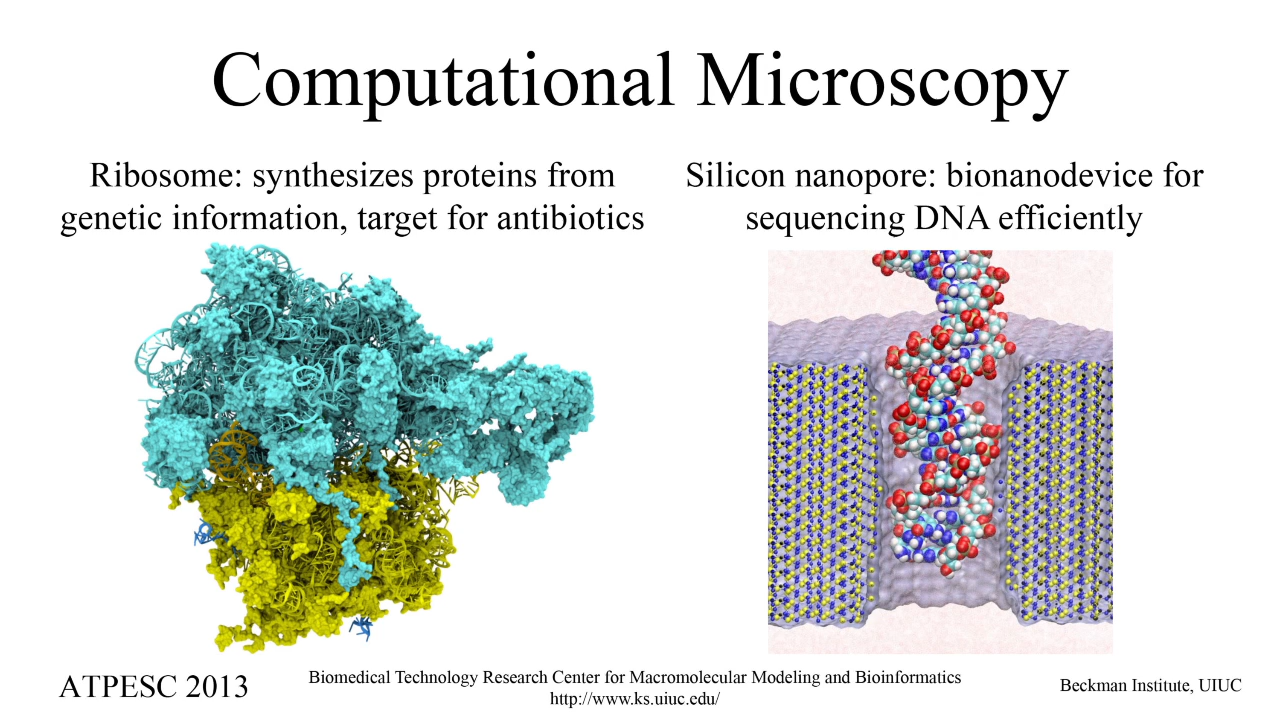 Computational Microscopy
Ribosome: synthesizes proteins from
genetic information, target for antibiotics
Silicon nanopore: bionanodevice for
sequencing DNA efficiently
ATPESC 2013
Biomedical Technology Research Center for Macromolecular Modeling and Bioinformatics
http://www.ks.uiuc.edu/
Beckman Institute, UIUC